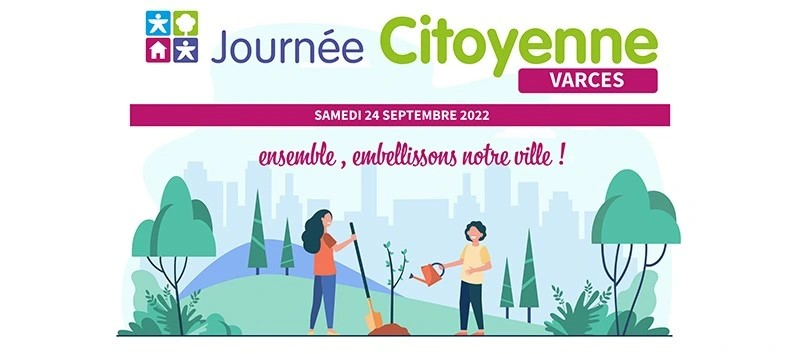 Journée Citoyenne
VARCES
SAMEDI 24 SEPTEMBRE 2022
ensemble , embellissons notre ville !